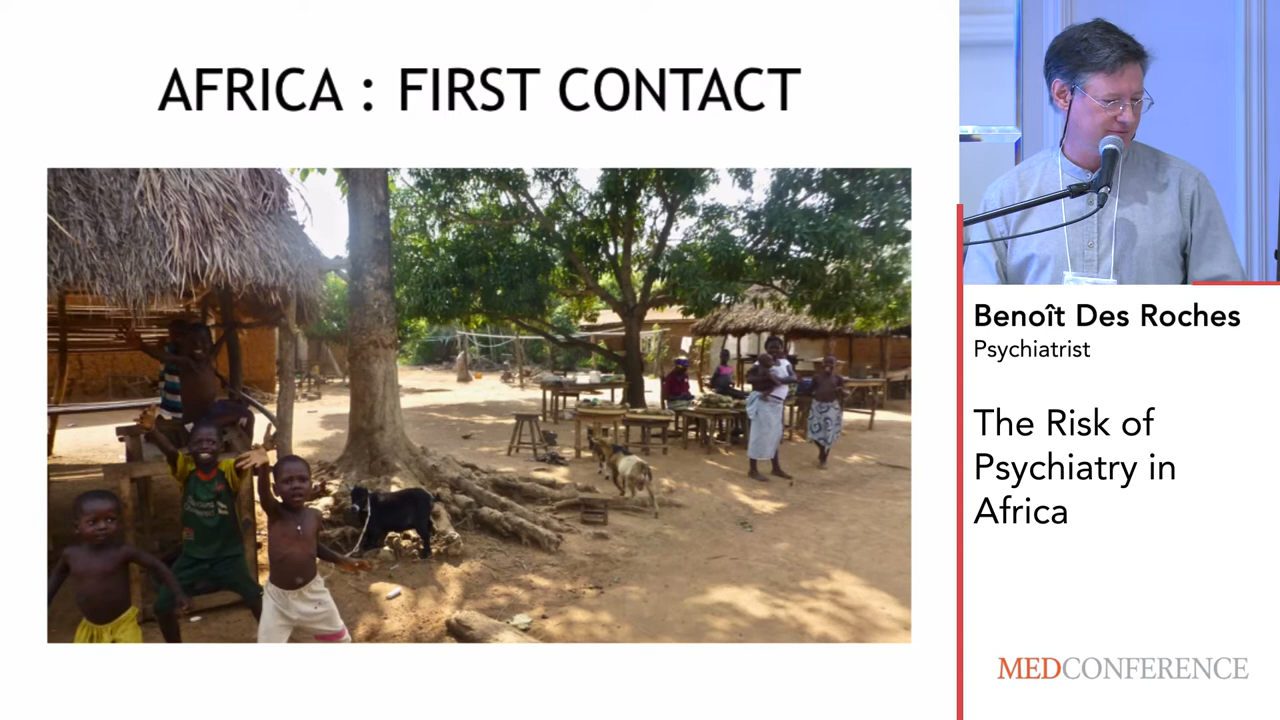 AFRICA : FIRST CONTACT
Benoît Des Roches
Psychiatrist
The Risk of
Psychiatry in
Africa
MEDCONFERENCE